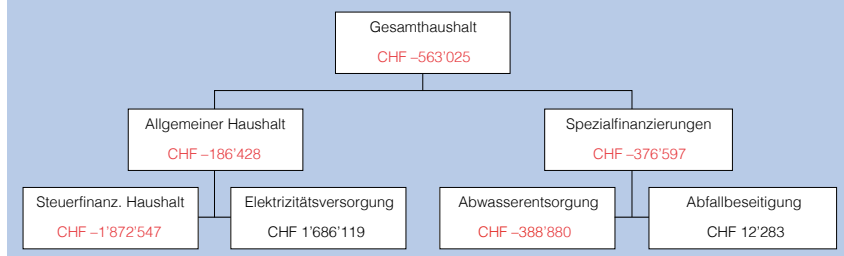 Gesamthaushalt
CHF –563’025
Allgemeiner Haushalt
CHF –186’428
Spezialfinanzierungen
CHF –376’597
Steuerfinanz. Haushalt
CHF –1’872’547
Elektrizitätsversorgung
CHF 1’686’119
Abwasserentsorgung
CHF –388’880
Abfallbeseitigung
CHF 12’283